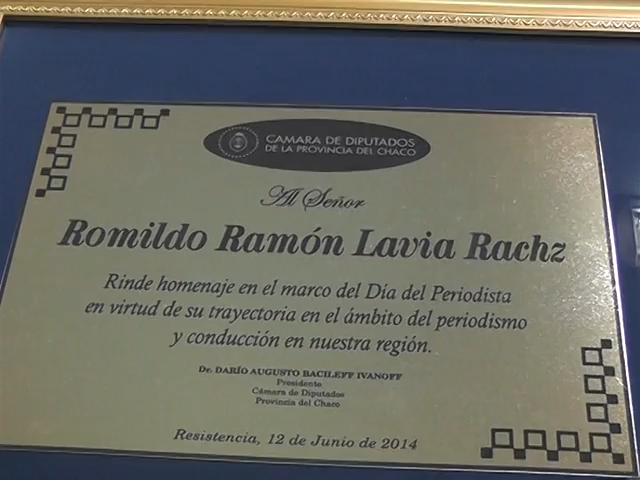 CAMARA DE DIPUTADOS
DE LA PROVINCIA DEL CHACO
Al Señor
Romildo Ramón Lavia Rachz
Rinde homenaje en el marco del Día del Periodista
en virtud de su trayectoria en el ámbito del periodismo
y conducción en nuestra región.
Dr. DARÍO AUGUSTO BACILEFF IVANOFF
Presidente
Cámara de Diputados
Provincia del Chaco
Resistencia, 12 de Junio de 2014